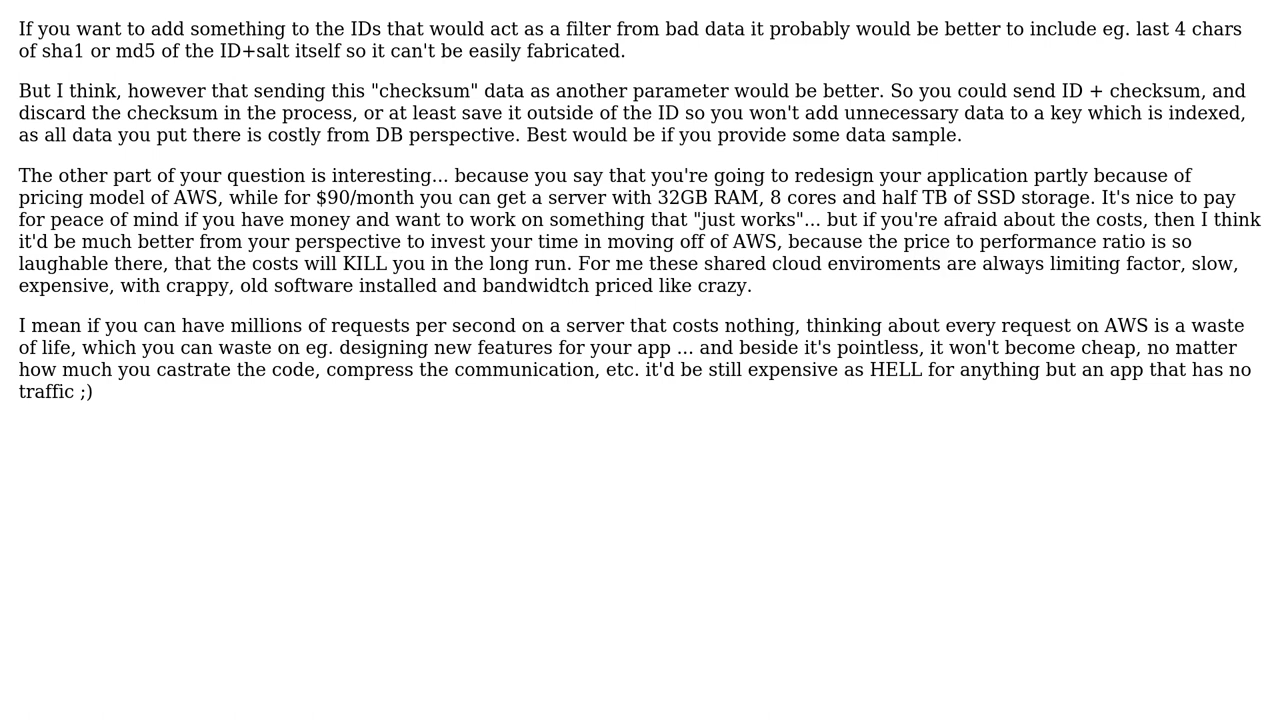 If you want to add something to the IDs that would act as a filter from bad data it probably would be better to include eg. last 4 chars
of sha1 or md5 of the ID+salt itself so it can't be easily fabricated.
But I think, however that sending this "checksum" data as another parameter would be better. So you could send ID + checksum, and
discard the checksum in the process, or at least save it outside of the ID so you won't add unnecessary data to a key which is indexed,
as all data you put there is costly from DB perspective. Best would be if you provide some data sample.
The other part of your question is interesting... because you say that you're going to redesign your application partly because of
pricing model of AWS, while for $90/month you can get a server with 32GB RAM, 8 cores and half TB of SSD storage. It's nice to pay
for peace of mind if you have money and want to work on something that "just works"... but if you're afraid about the costs, then I think
it'd be much better from your perspective to invest your time in moving off of AWS, because the price to performance ratio is so
laughable there, that the costs will KILL you in the long run. For me these shared cloud enviroments are always limiting factor, slow,
expensive, with crappy, old software installed and bandwidtch priced like crazy.
I mean if you can have millions of requests per second on a server that costs nothing, thinking about every request on AWS is a waste
of life, which you can waste on eg. designing new features for your app ... and beside it's pointless, it won't become cheap, no matter
how much you castrate the code, compress the communication, etc. it'd be still expensive as HELL for anything but an app that has no
traffic ;)